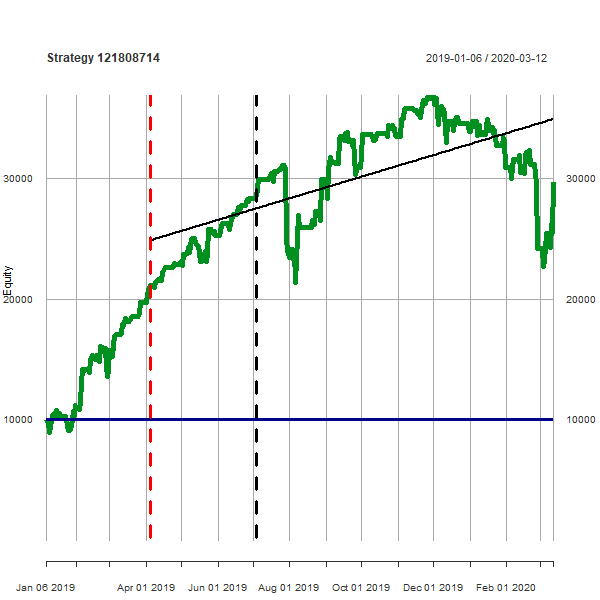 Strategy 121808714
2019-01-06 / 2020-03-12
30000
30000
Equity
20000
20000
10000
10000
Jan 06 2019
Apr 01 2019
Jun 01 2019
Aug 01 2019
Oct 01 2019
Dec 01 2019
Feb 01 2020